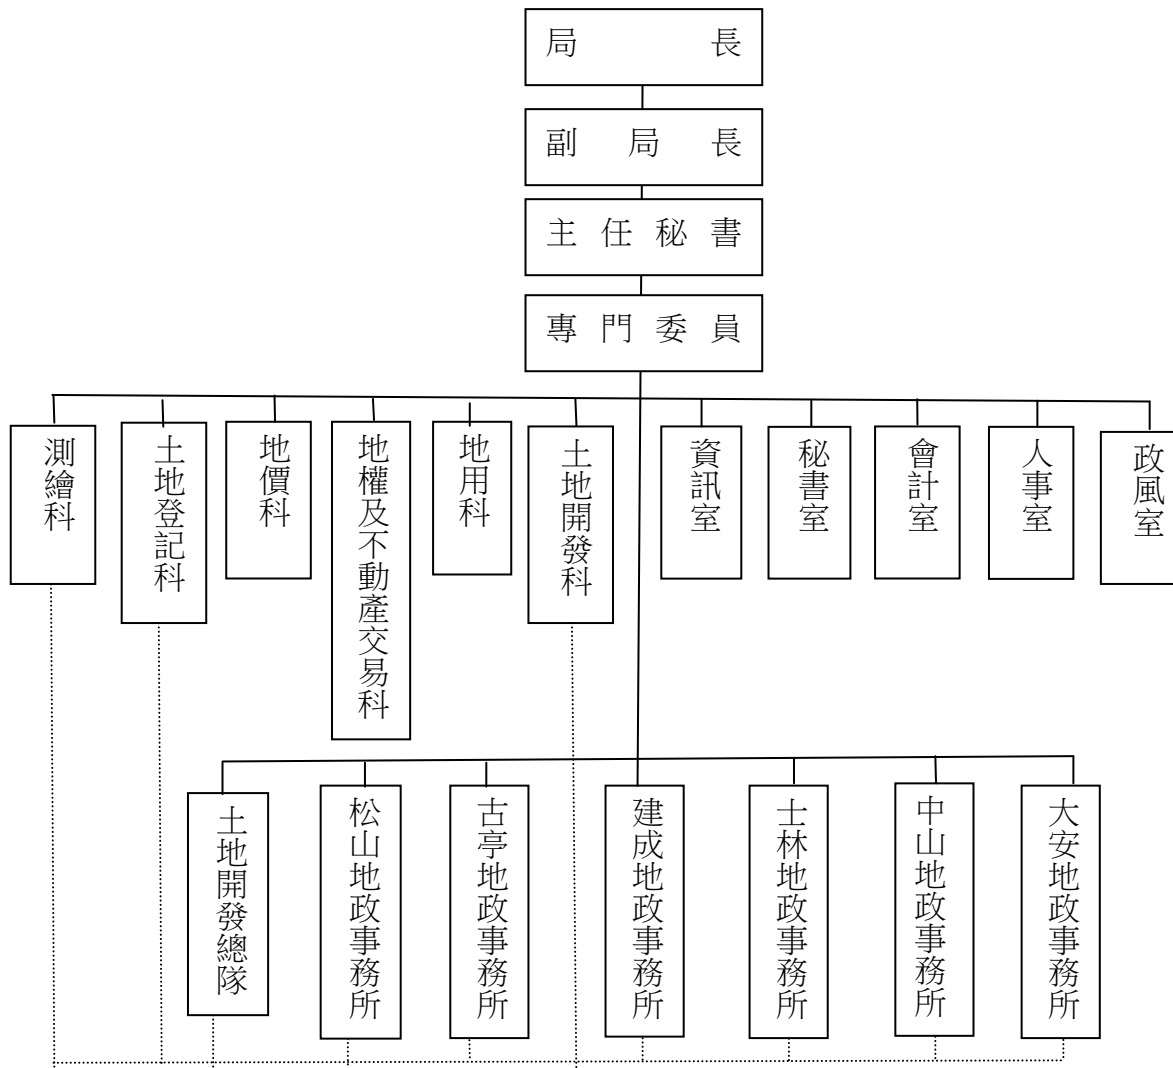 局長
副局長
主任秘書
專門委員
測繪科
土地登記科
地價科
地權及不動產交易科
地用科
土地開發科
資訊室
秘書室
會計室
人事室
政風室
土地開發總隊
松山地政事務所
古亭地政事務所
建成地政事務所
士林地政事務所
中山地政事務所
大安地政事務所